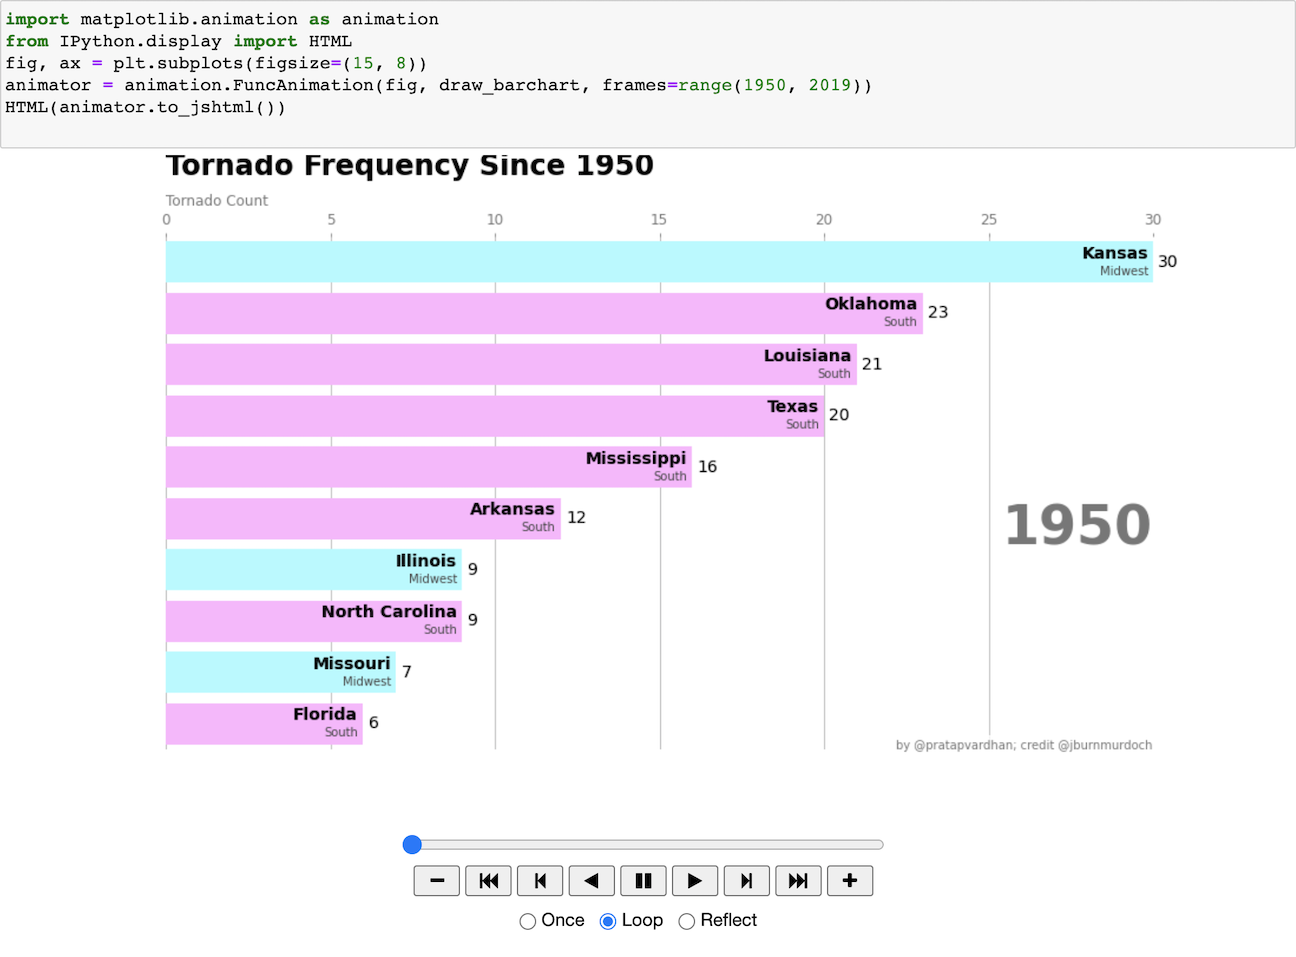 import matplotlib.animation as animation
from IPython.display import HTML
fig, ax = plt.subplots(figsize=(15, 8))
animator = animation.FuncAnimation(fig, draw_barchart, frames=range(1950, 2019))
HTML(animator.to_jshtml())
Tornado Frequency Since 1950
Tornado Count
0 5 10 15 20 25 30
Kansas
Midwest
30
Oklahoma
South
23
Louisiana
South
21
Texas
South
20
Mississippi
South
16
Arkansas
South
12
1950
Illinois
Midwest
9
North Carolina
South
9
Missouri
Midwest
7
Florida
South
6
by @pratapvardhan; credit @jburnmurdoch
Once Loop Reflect